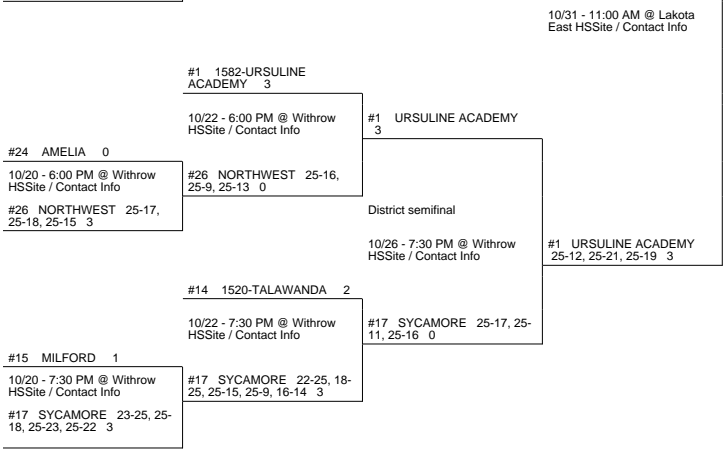 10/31 - 11:00 AM @ Lakota
East HSSite / Contact Info
#1 1582-URSULINE
ACADEMY 3
10/22 - 6:00 PM @ Withrow
HSSite / Contact Info
#1 URSULINE ACADEMY
3
#24 AMELIA 0
10/20 - 6:00 PM @ Withrow
HSSite / Contact Info
#26 NORTHWEST 25-16,
25-9, 25-13 0
#26 NORTHWEST 25-17,
25-18, 25-15 3
District semifinal
10/26 - 7:30 PM @ Withrow
HSSite / Contact Info
#1 URSULINE ACADEMY
25-12, 25-21, 25-19 3
#14 1520-TALAWANDA 2
10/22 - 7:30 PM @ Withrow
HSSite / Contact Info
#17 SYCAMORE 25-17, 25-
11, 25-16 0
#15 MILFORD 1
10/20 - 7:30 PM @ Withrow
HSSite / Contact Info
#17 SYCAMORE 22-25, 18-
25, 25-15, 25-9, 16-14 3
#17 SYCAMORE 23-25, 25-
18, 25-23, 25-22 3